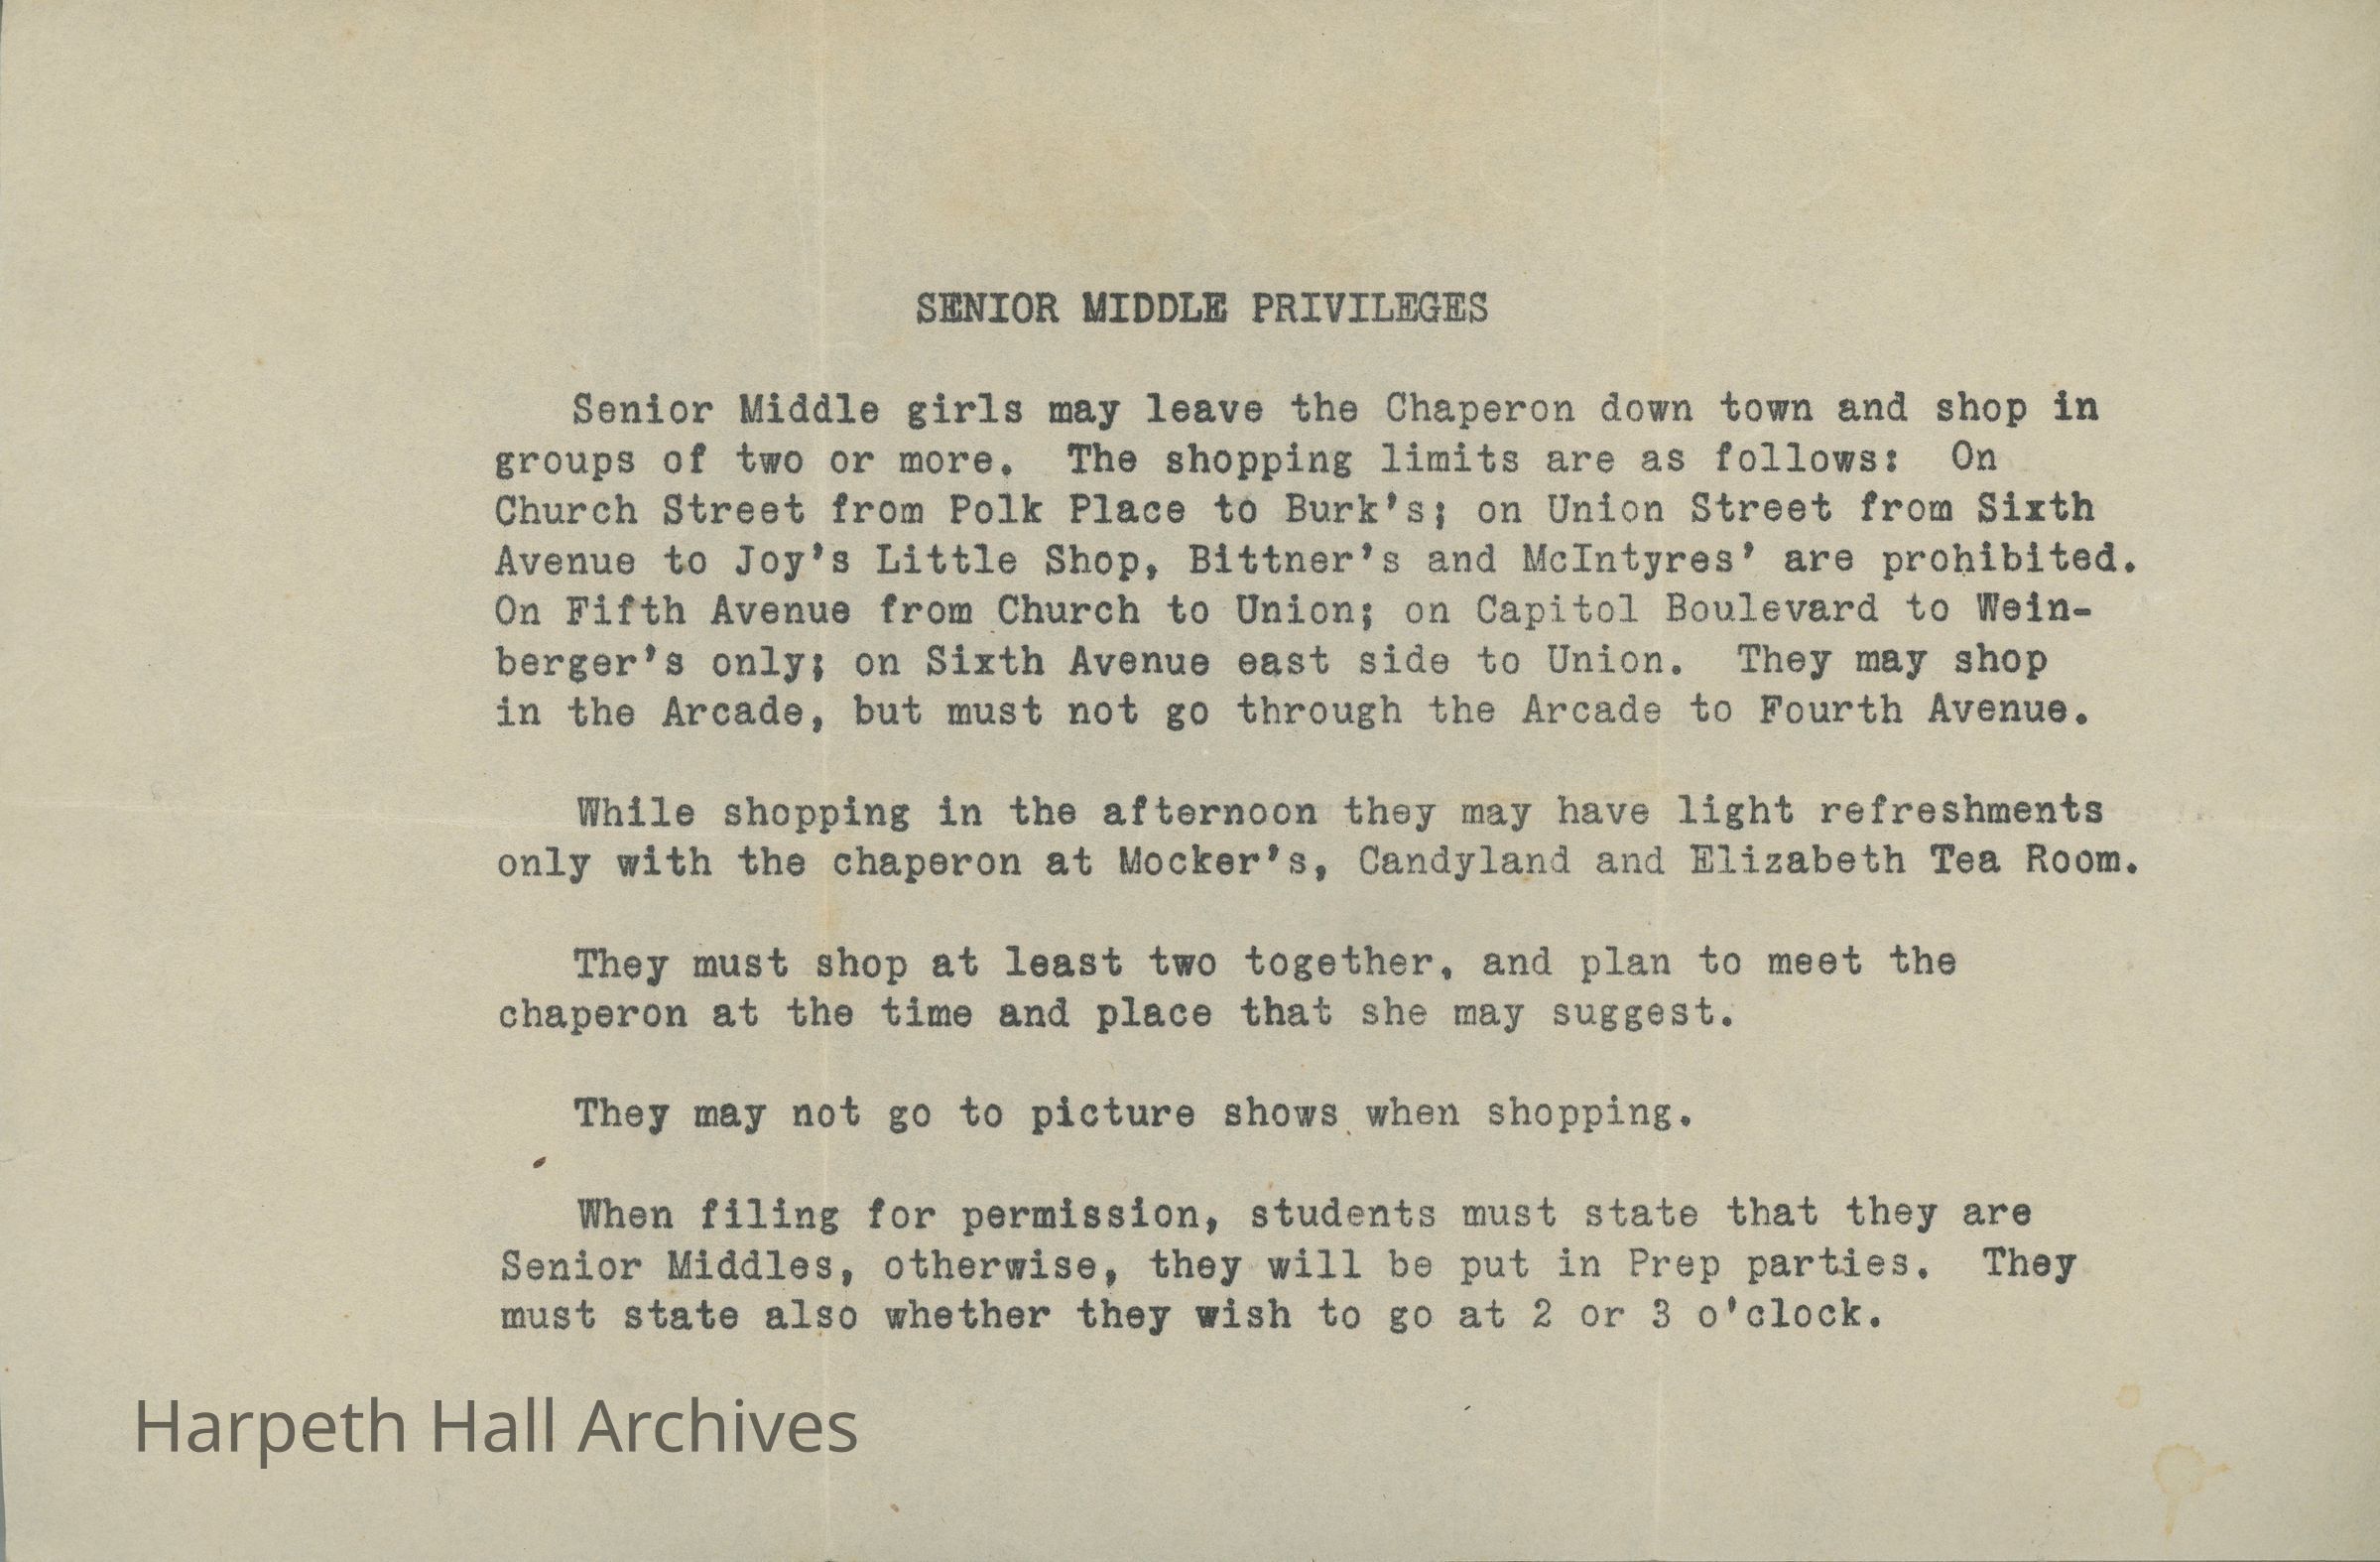 SENIOR MIDDLE PRIVILEGES
Senior Middle girls may leave the Chaperon down town and shop in
groups of two or more. The shopping limits are as follows: On
Church Street from Polk Place to Burk's; on Union Street from Sixth
Avenue to Joy's Little Shop, Bittner's and McIntyres' are prohibited.
On Fifth Avenue from Church to Union; on Capitol Boulevard to Wein-
berger's only; on Sixth Avenue east side to Union. They may shop
in the Arcade, but must not go through the Arcade to Fourth Avenue.
While shopping in the afternoon they may have light refreshments
only with the chaperon at Mocker's, Candyland and Elizabeth Tea Room.
They must shop at least two together, and plan to meet the
chaperon at the time and place that she may suggest.
They may not go to picture shows when shopping.
When filing for permission, students must state that they are
Senior Middles, otherwise, they will be put in Prep parties. They
must state also whether they wish to go at 2 or 3 o'clock.
Harpeth Hall Archives